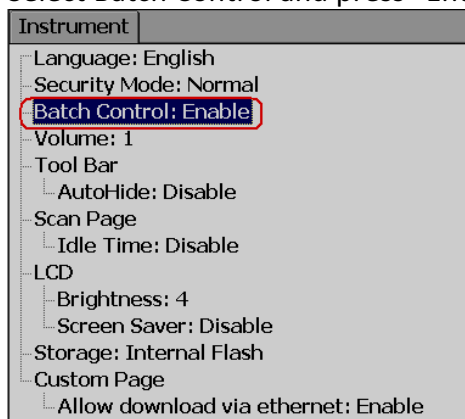 Instrument
Language: English
Security Mode: Normal
Batch Control: Enable
Volume: 1
Tool Bar
AutoHide: Disable
Scan Page
Idle Time: Disable
LCD
Brightness: 4
Screen Saver: Disable
Storage: Internal Flash
Custom Page
Allow download via ethernet: Enable